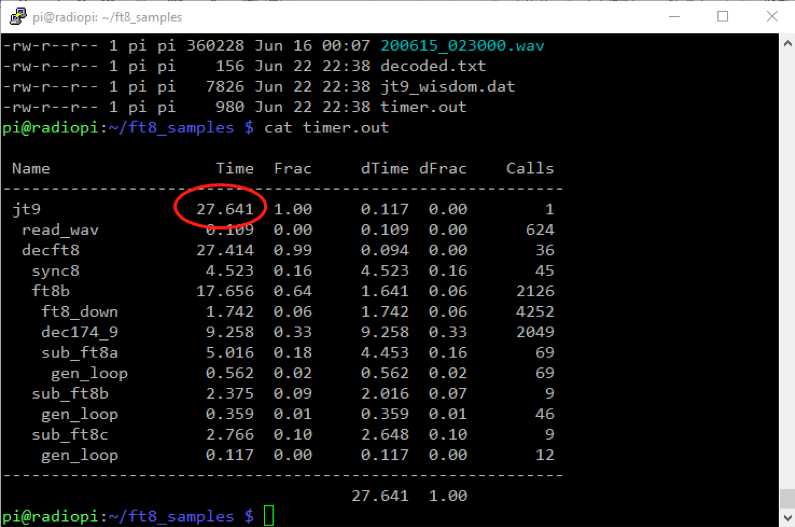 pi@radiopi: ~/ft8_samples
-rw-r--r-- 1 pi pi 360228 Jun 16 00:07 200615_023000.wav
-rw-r--r-- 1 pi pi    156 Jun 22 22:38 decoded.txt
-rw-r--r-- 1 pi pi   7826 Jun 22 22:38 jt9_wisdom.dat
-rw-r--r-- 1 pi pi    980 Jun 22 22:38 timer.out
pi@radiopi:~/ft8_samples $ cat timer.out
Name                 Time  Frac     dTime dFrac    Calls
----------------------------------------------------------
jt9                27.641  1.00     0.117  0.00        1
 read_wav           0.109  0.00     0.109  0.00      624
 decft8            27.414  0.99     0.094  0.00       36
  sync8             4.523  0.16     4.523  0.16       45
  ft8b             17.656  0.64     1.641  0.06     2126
   ft8_down         1.742  0.06     1.742  0.06     4252
   dec174_9         9.258  0.33     9.258  0.33     2049
   sub_ft8a         5.016  0.18     4.453  0.16       69
    gen_loop        0.562  0.02     0.562  0.02       69
  sub_ft8b          2.375  0.09     2.016  0.07        9
   gen_loop         0.359  0.01     0.359  0.01       46
  sub_ft8c          2.766  0.10     2.648  0.10        9
   gen_loop         0.117  0.00     0.117  0.00       12
----------------------------------------------------------
                                   27.641  1.00
pi@radiopi:~/ft8_samples $